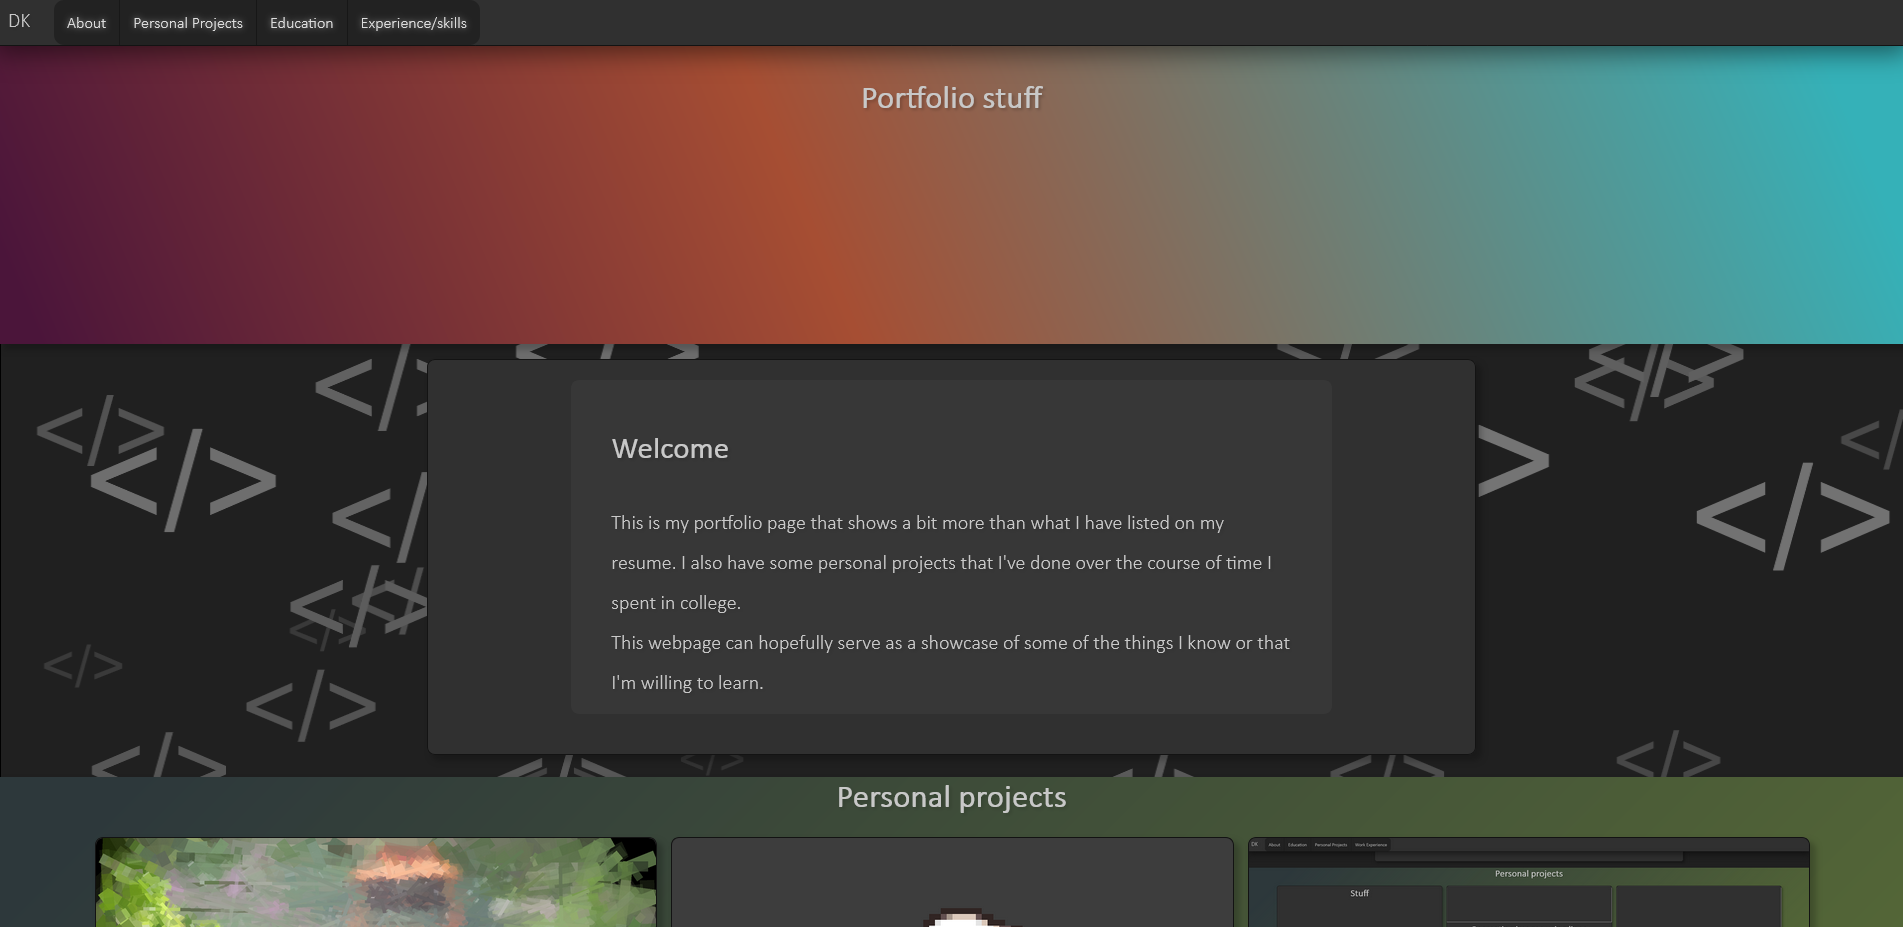 DK
About
Personal Projects
Education
Experience/skills
Portfolio stuff
</>
</>
</>
</>
</>
</>
</>
</>
</>
</>
</>
Welcome
This is my portfolio page that shows a bit more than what I have listed on my
resume. I also have some personal projects that I've done over the course of time I
spent in college.
This webpage can hopefully serve as a showcase of some of the things I know or that
I'm willing to learn.
Personal projects
DK
About
Education
Personal Projects
Work Experience
Personal projects
Stuff